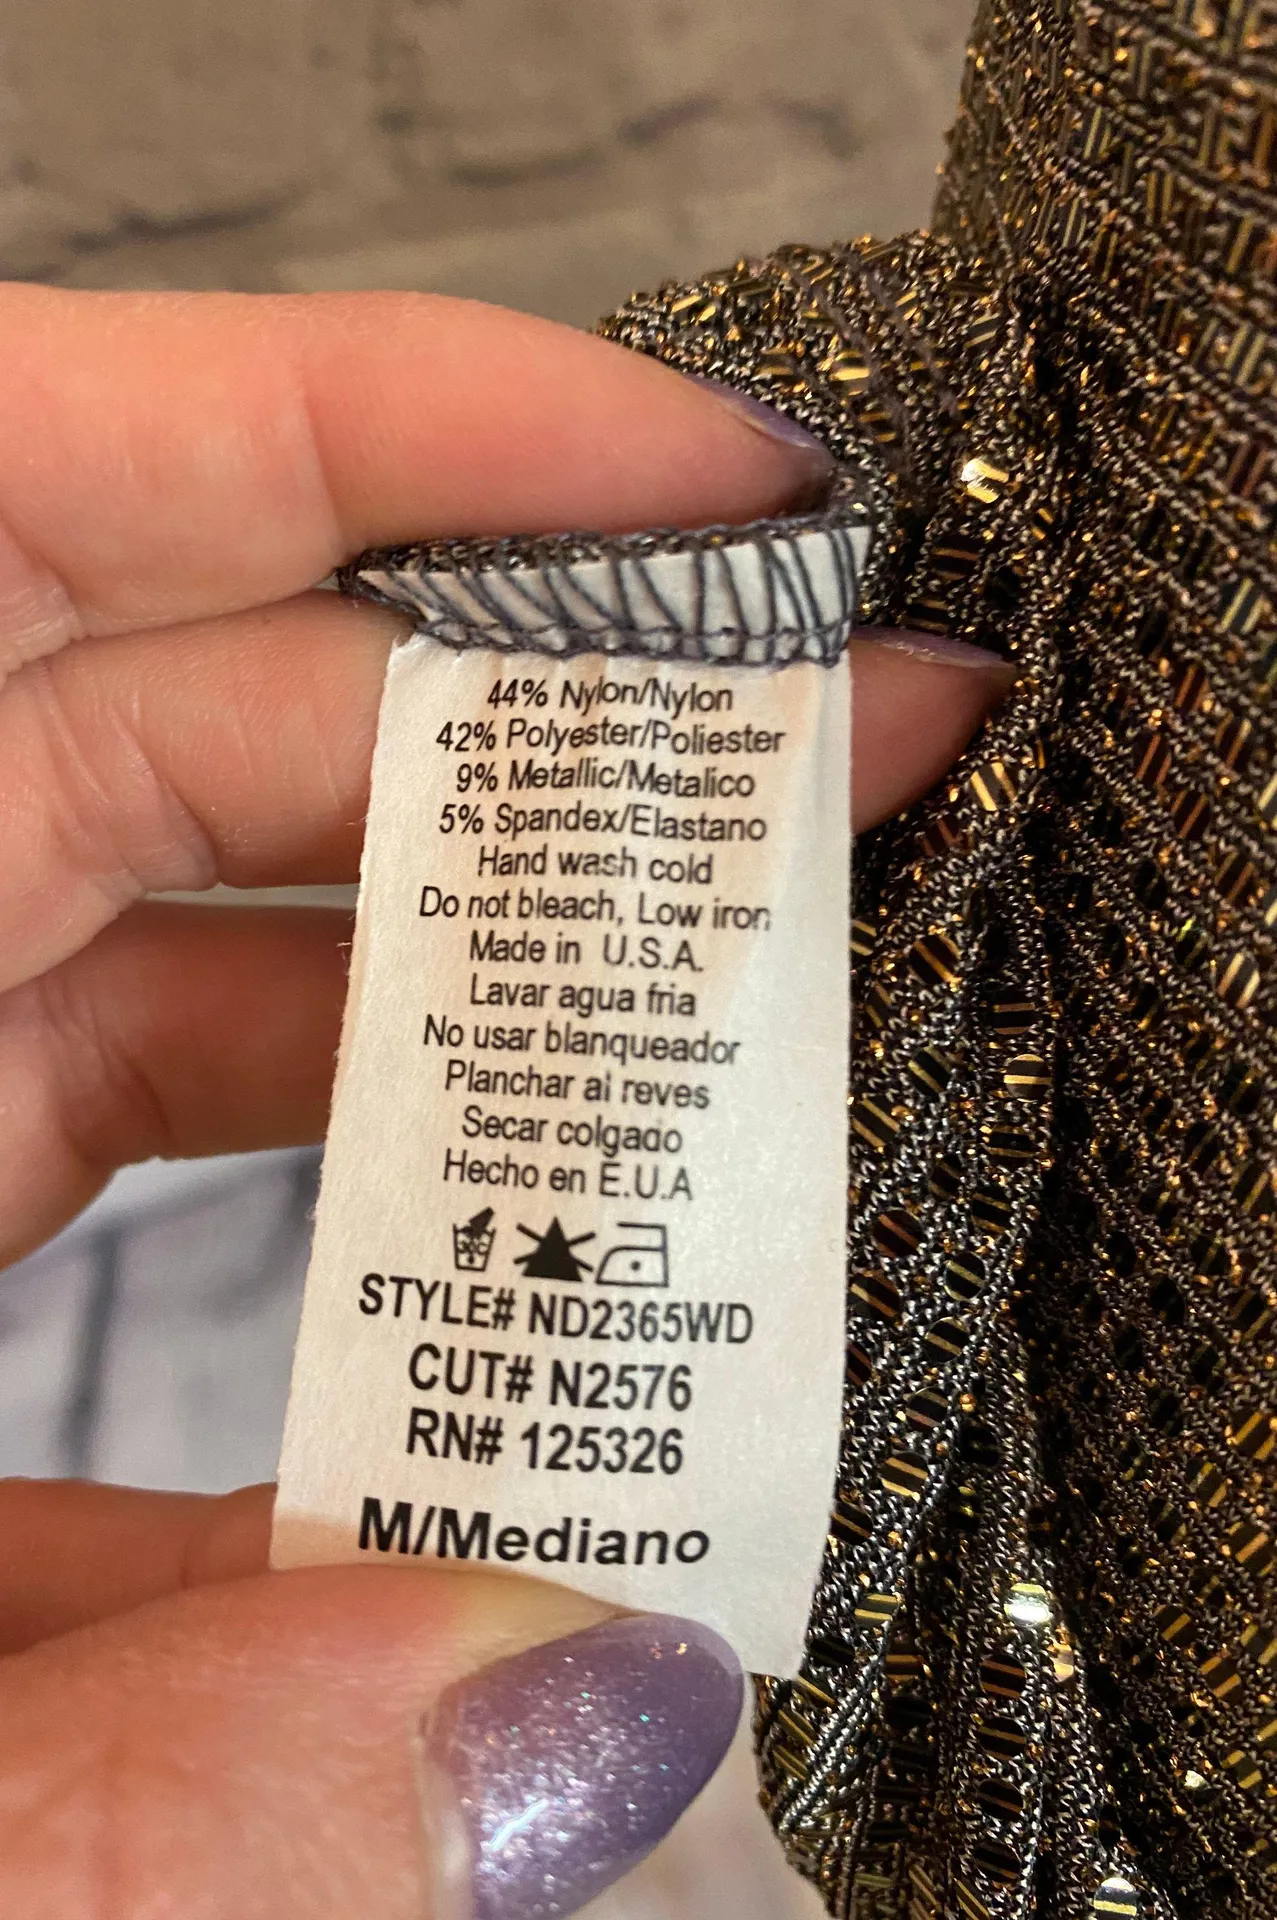 44% Nylon/Nylon
42% Polyester/Poliester
9% Metallic/Metalico
5% Spandex/Elastano
Hand wash cold
Do not bleach, Low iron
Made in U.S.A.
Lavar agua fria
No usar blanqueador
Planchar al reves
Secar colgado
Hecho en E.U.A
STYLE# ND2365WD
CUT# N2576
RN# 125326
M/Mediano